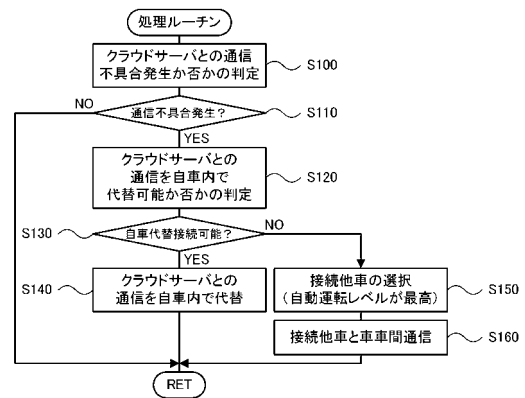 処理ルーチン
クラウドサーバとの通信
不具合発生か否かの判定
S100
NO
通信不具合発生?
S110
YES
クラウドサーバとの
通信を自車内で
代替可能か否かの判定
S120
S130
自車代替接続可能?
NO
YES
S140
クラウドサーバとの
通信を自車内で代替
接続他車の選択
(自動運転レベルが最高)
S150
接続他車と車車間通信
S160
RET